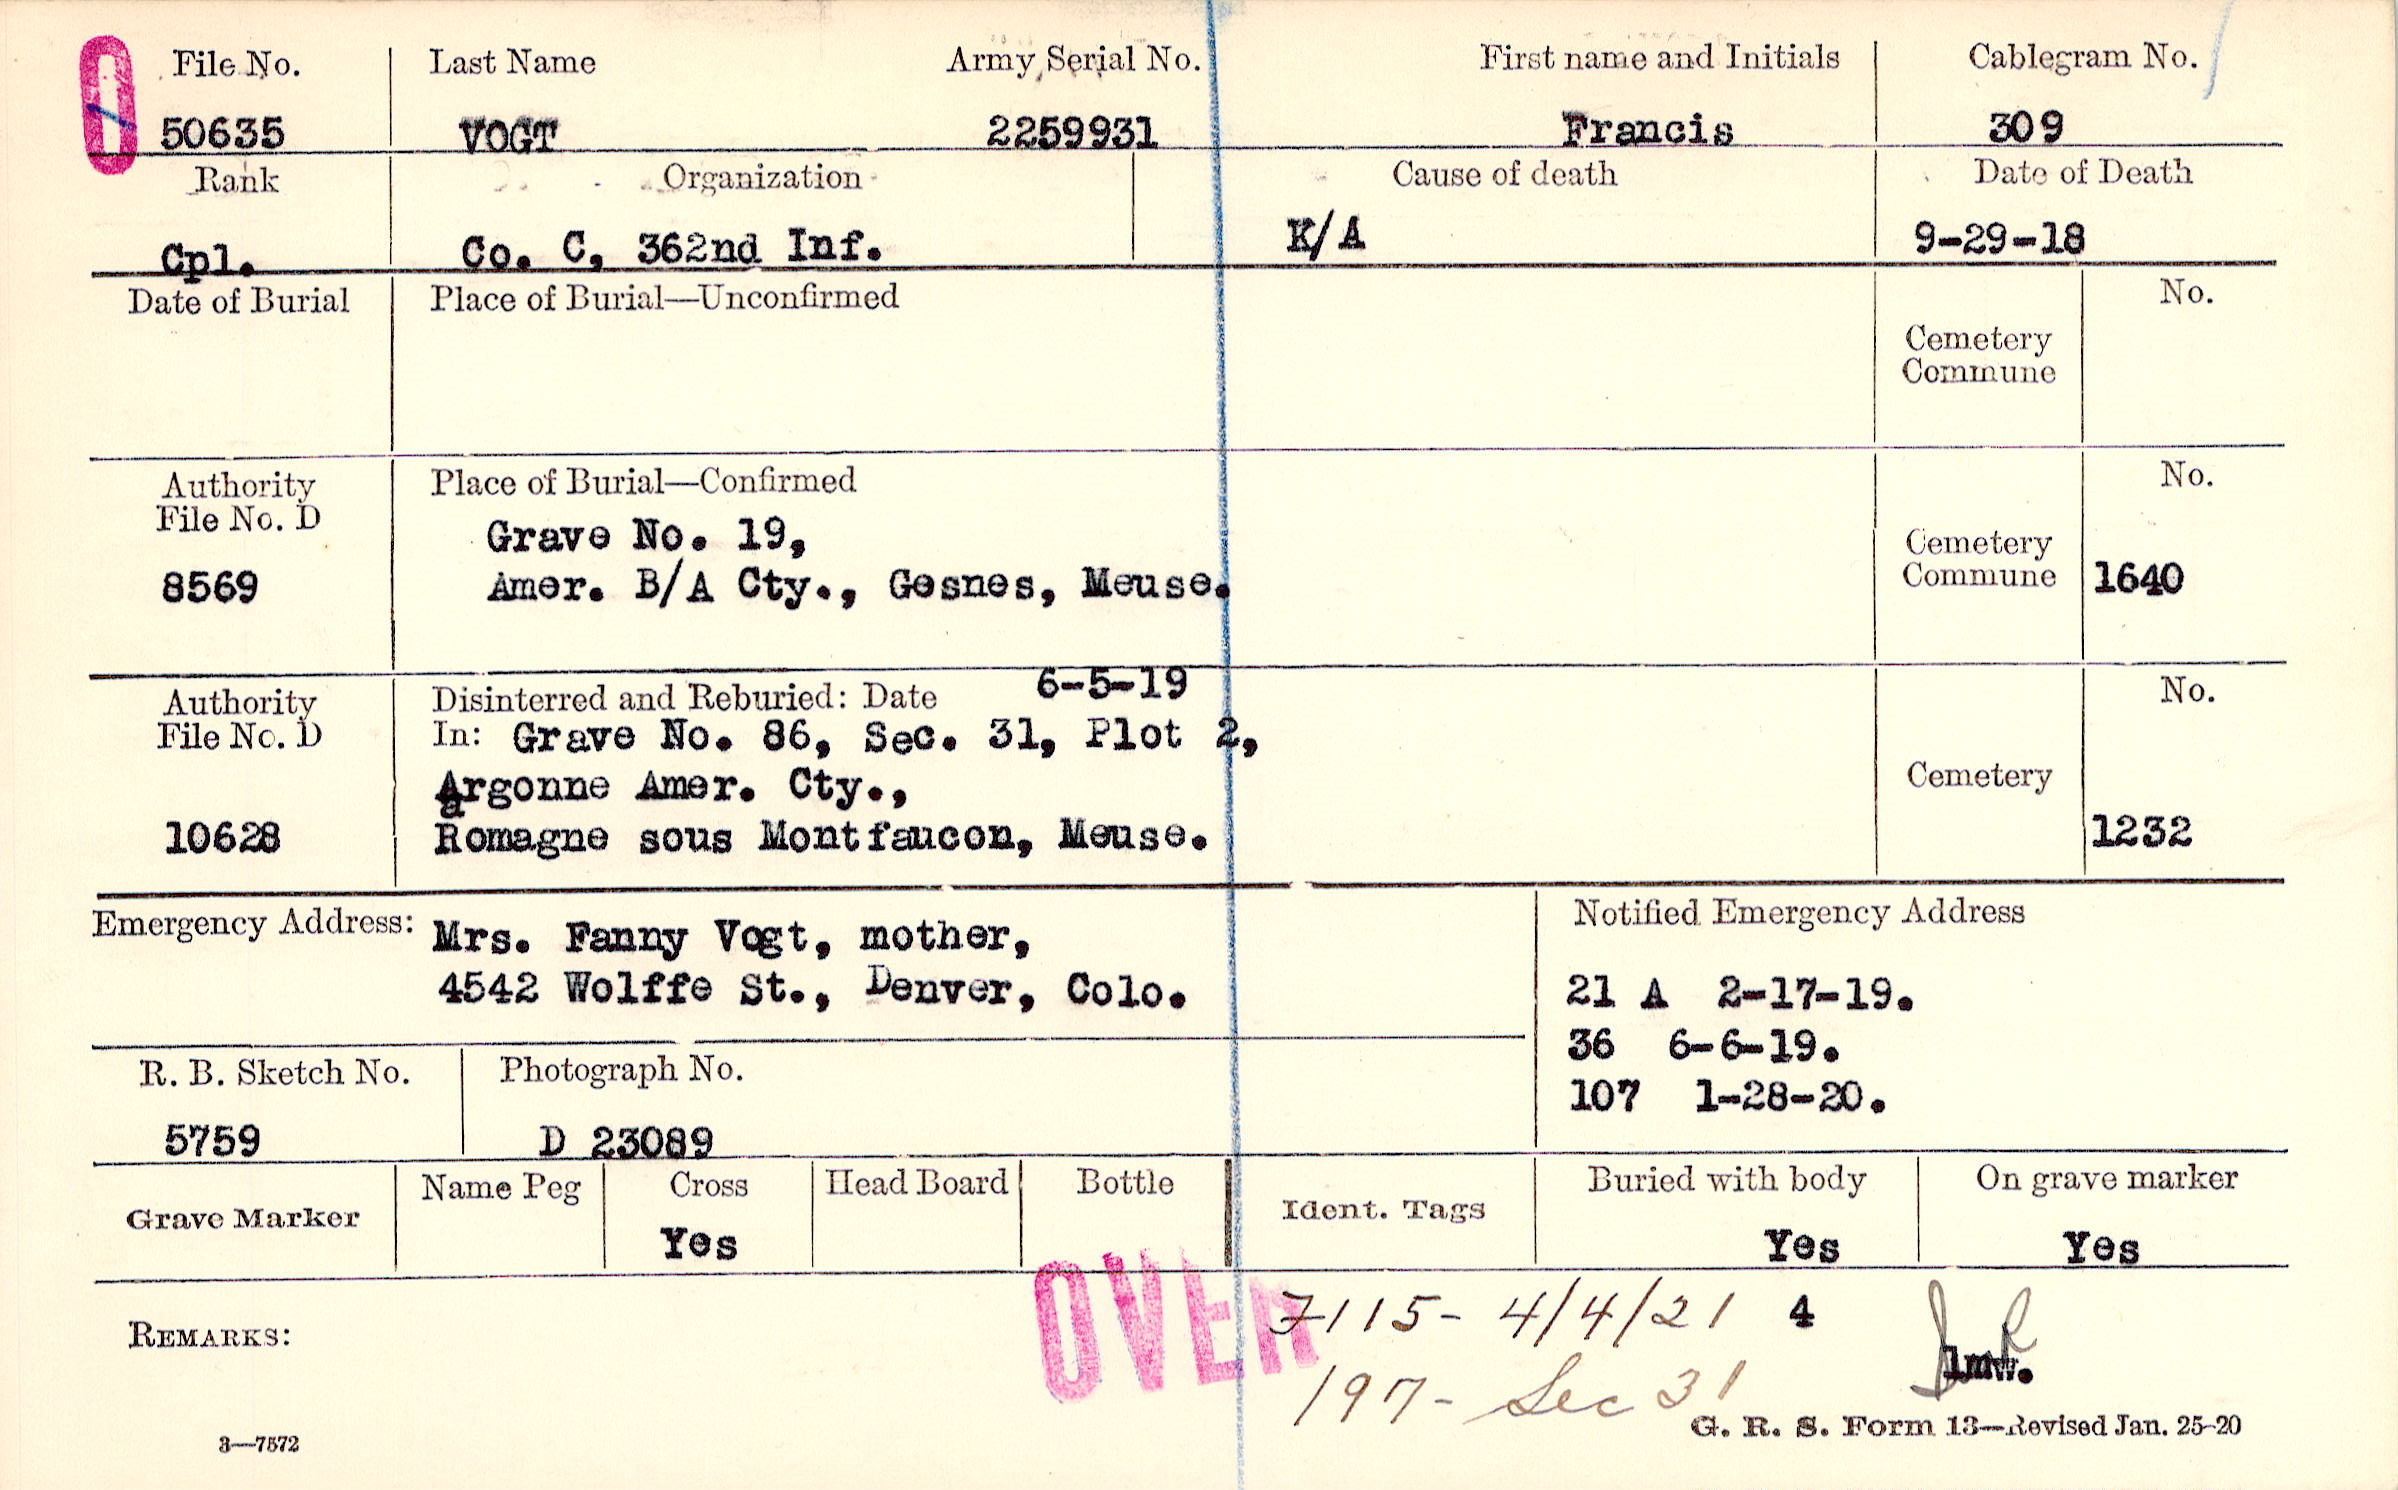 File No. Last Name Army Serial No. First name and Initials Cablegram No.
50635 VOGT 2259931 Francis 309
Rank Organization Cause of death Date of Death
Cpl. Co. C, 362nd Inf. K/A 9-29-18
Date of Burial Place of Burial—Unconfirmed No.
Cemetery
Commune
Authority Place of Burial—Confirmed No.
File No. D
Grave No. 19,
Cemetery
8569 Amer. B/A Cty., Gesnes, Meuse. Commune 1640
Authority Disinterred and Reburied: Date 6-5-19 No.
File No. D In: Grave No. 86, Sec. 31, Plot 2,
Argonne Amer. Cty., Cemetery
10628 Romagne sous Montfaucon, Meuse. 1232
Emergency Address: Mrs. Fanny Vogt, mother, Notified Emergency Address
4542 Wolffe St., Denver, Colo. 21 A 2-17-19.
36 6-6-19.
R. B. Sketch No. Photograph No. 107 1-28-20.
5759 D 23089
Grave Marker Name Peg Cross Head Board Bottle Ident. Tags Buried with body On grave marker
Yes Yes Yes
OVER
7115- 4/4/21 4
REMARKS:
lmw.
197- Sec 31
G. R. S. Form 13—Revised Jan. 25-20
3—7572